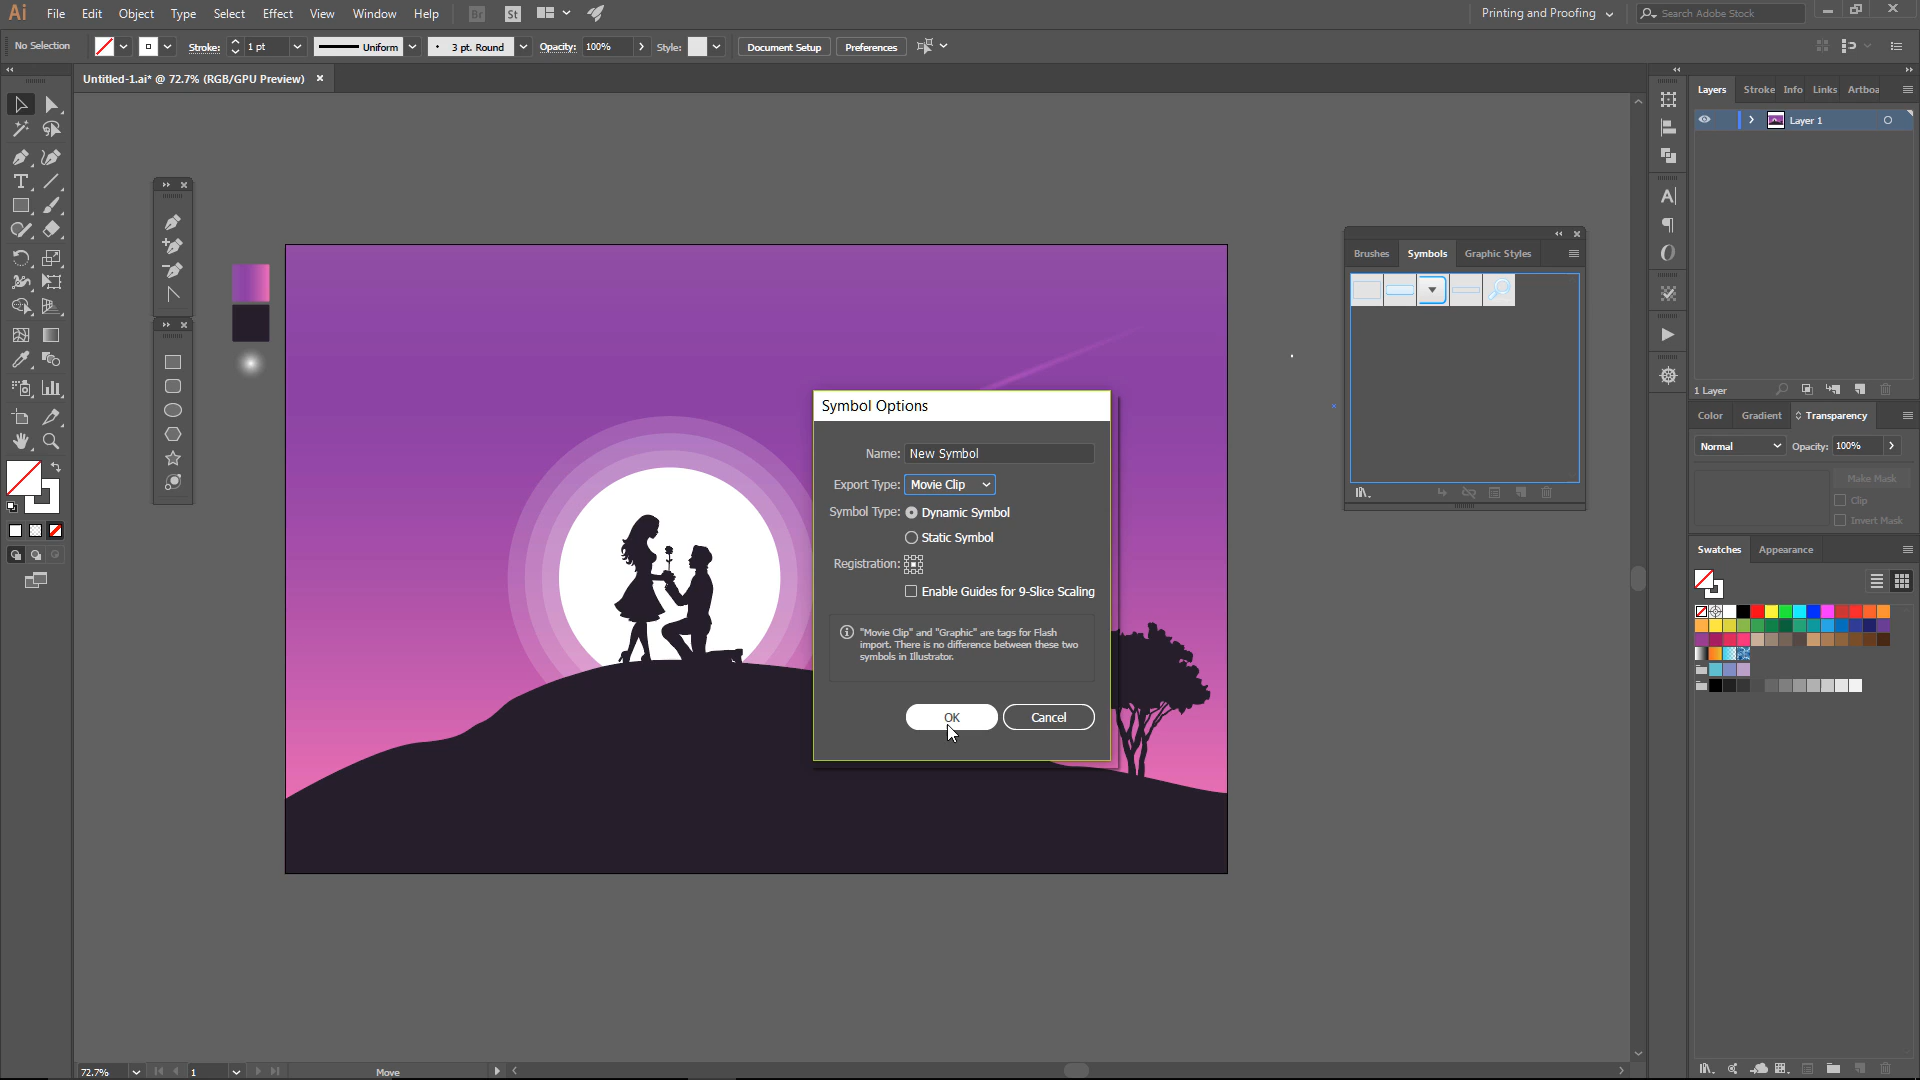 Ai File Edit Object Type Select Effect View Window Help Br St Printing and Proofing Search Adobe Stock
No Selection Stroke: 1 pt Uniform 3 pt. Round Opacity: 100% Style: Document Setup Preferences
Untitled-1.ai* @ 72.7% (RGB/GPU Preview)
Layers Stroke Info Links Artboa
Layer 1
Brushes Symbols Graphic Styles
1 Layer
Symbol Options
Color Gradient Transparency
Normal Opacity: 100%
Name: New Symbol
Make Mask
Export Type: Movie Clip
Clip
Symbol Type: Dynamic Symbol
Invert Mask
Static Symbol
Swatches Appearance
Registration:
Enable Guides for 9-Slice Scaling
"Movie Clip" and "Graphic" are tags for Flash
import. There is no difference between these two
symbols in Illustrator.
OK Cancel
72.7% 1 Move